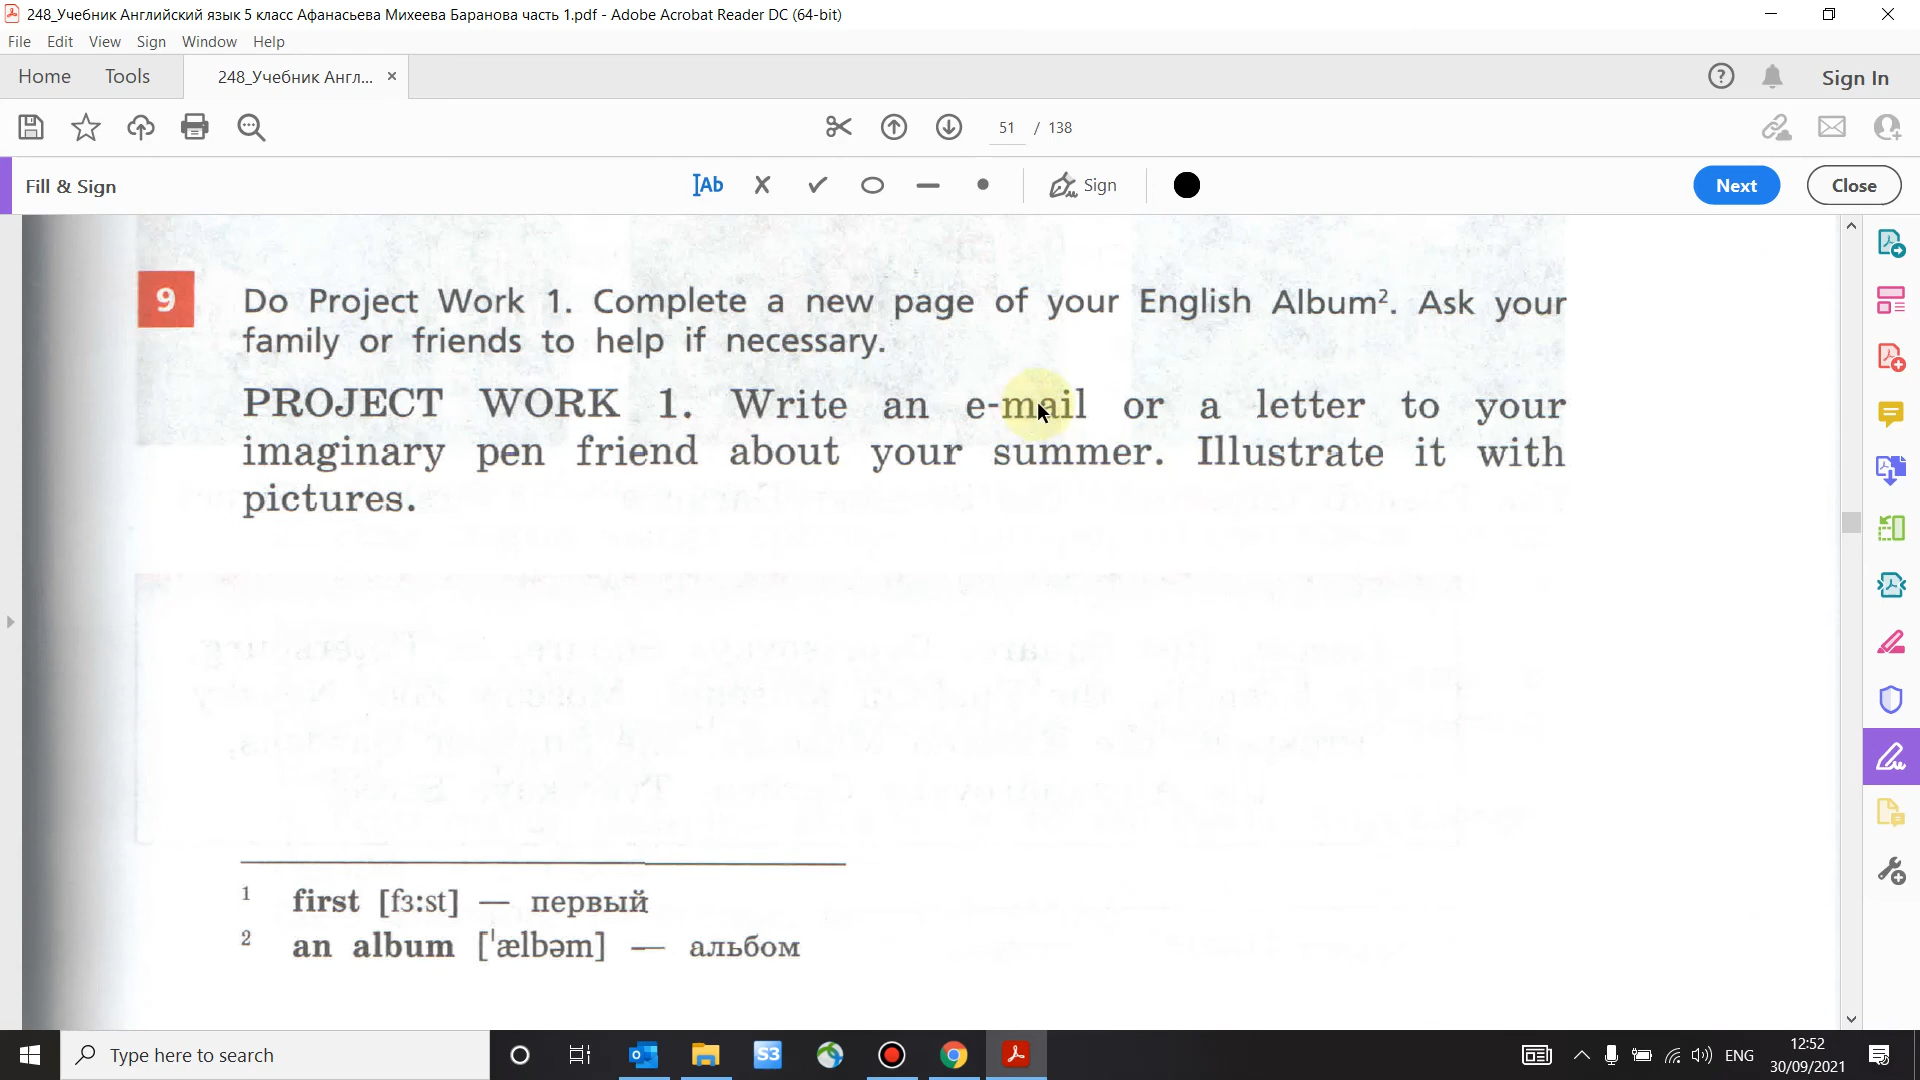 248_Учебник Английский язык 5 класс Афанасьева Михеева Баранова часть 1.pdf - Adobe Acrobat Reader DC (64-bit)
File Edit View Sign Window Help
Home Tools 248_Учебник Англ... × ? Sign In
51 / 138
Fill & Sign Ab Sign Next Close
9 Do Project Work 1. Complete a new page of your English Album². Ask your
family or friends to help if necessary.
PROJECT WORK 1. Write an e-mail or a letter to your
imaginary pen friend about your summer. Illustrate it with
pictures.
1 first [fɜ:st] — первый
2 an album [ˈælbəm] — альбом
Type here to search S3 ENG 12:52
30/09/2021